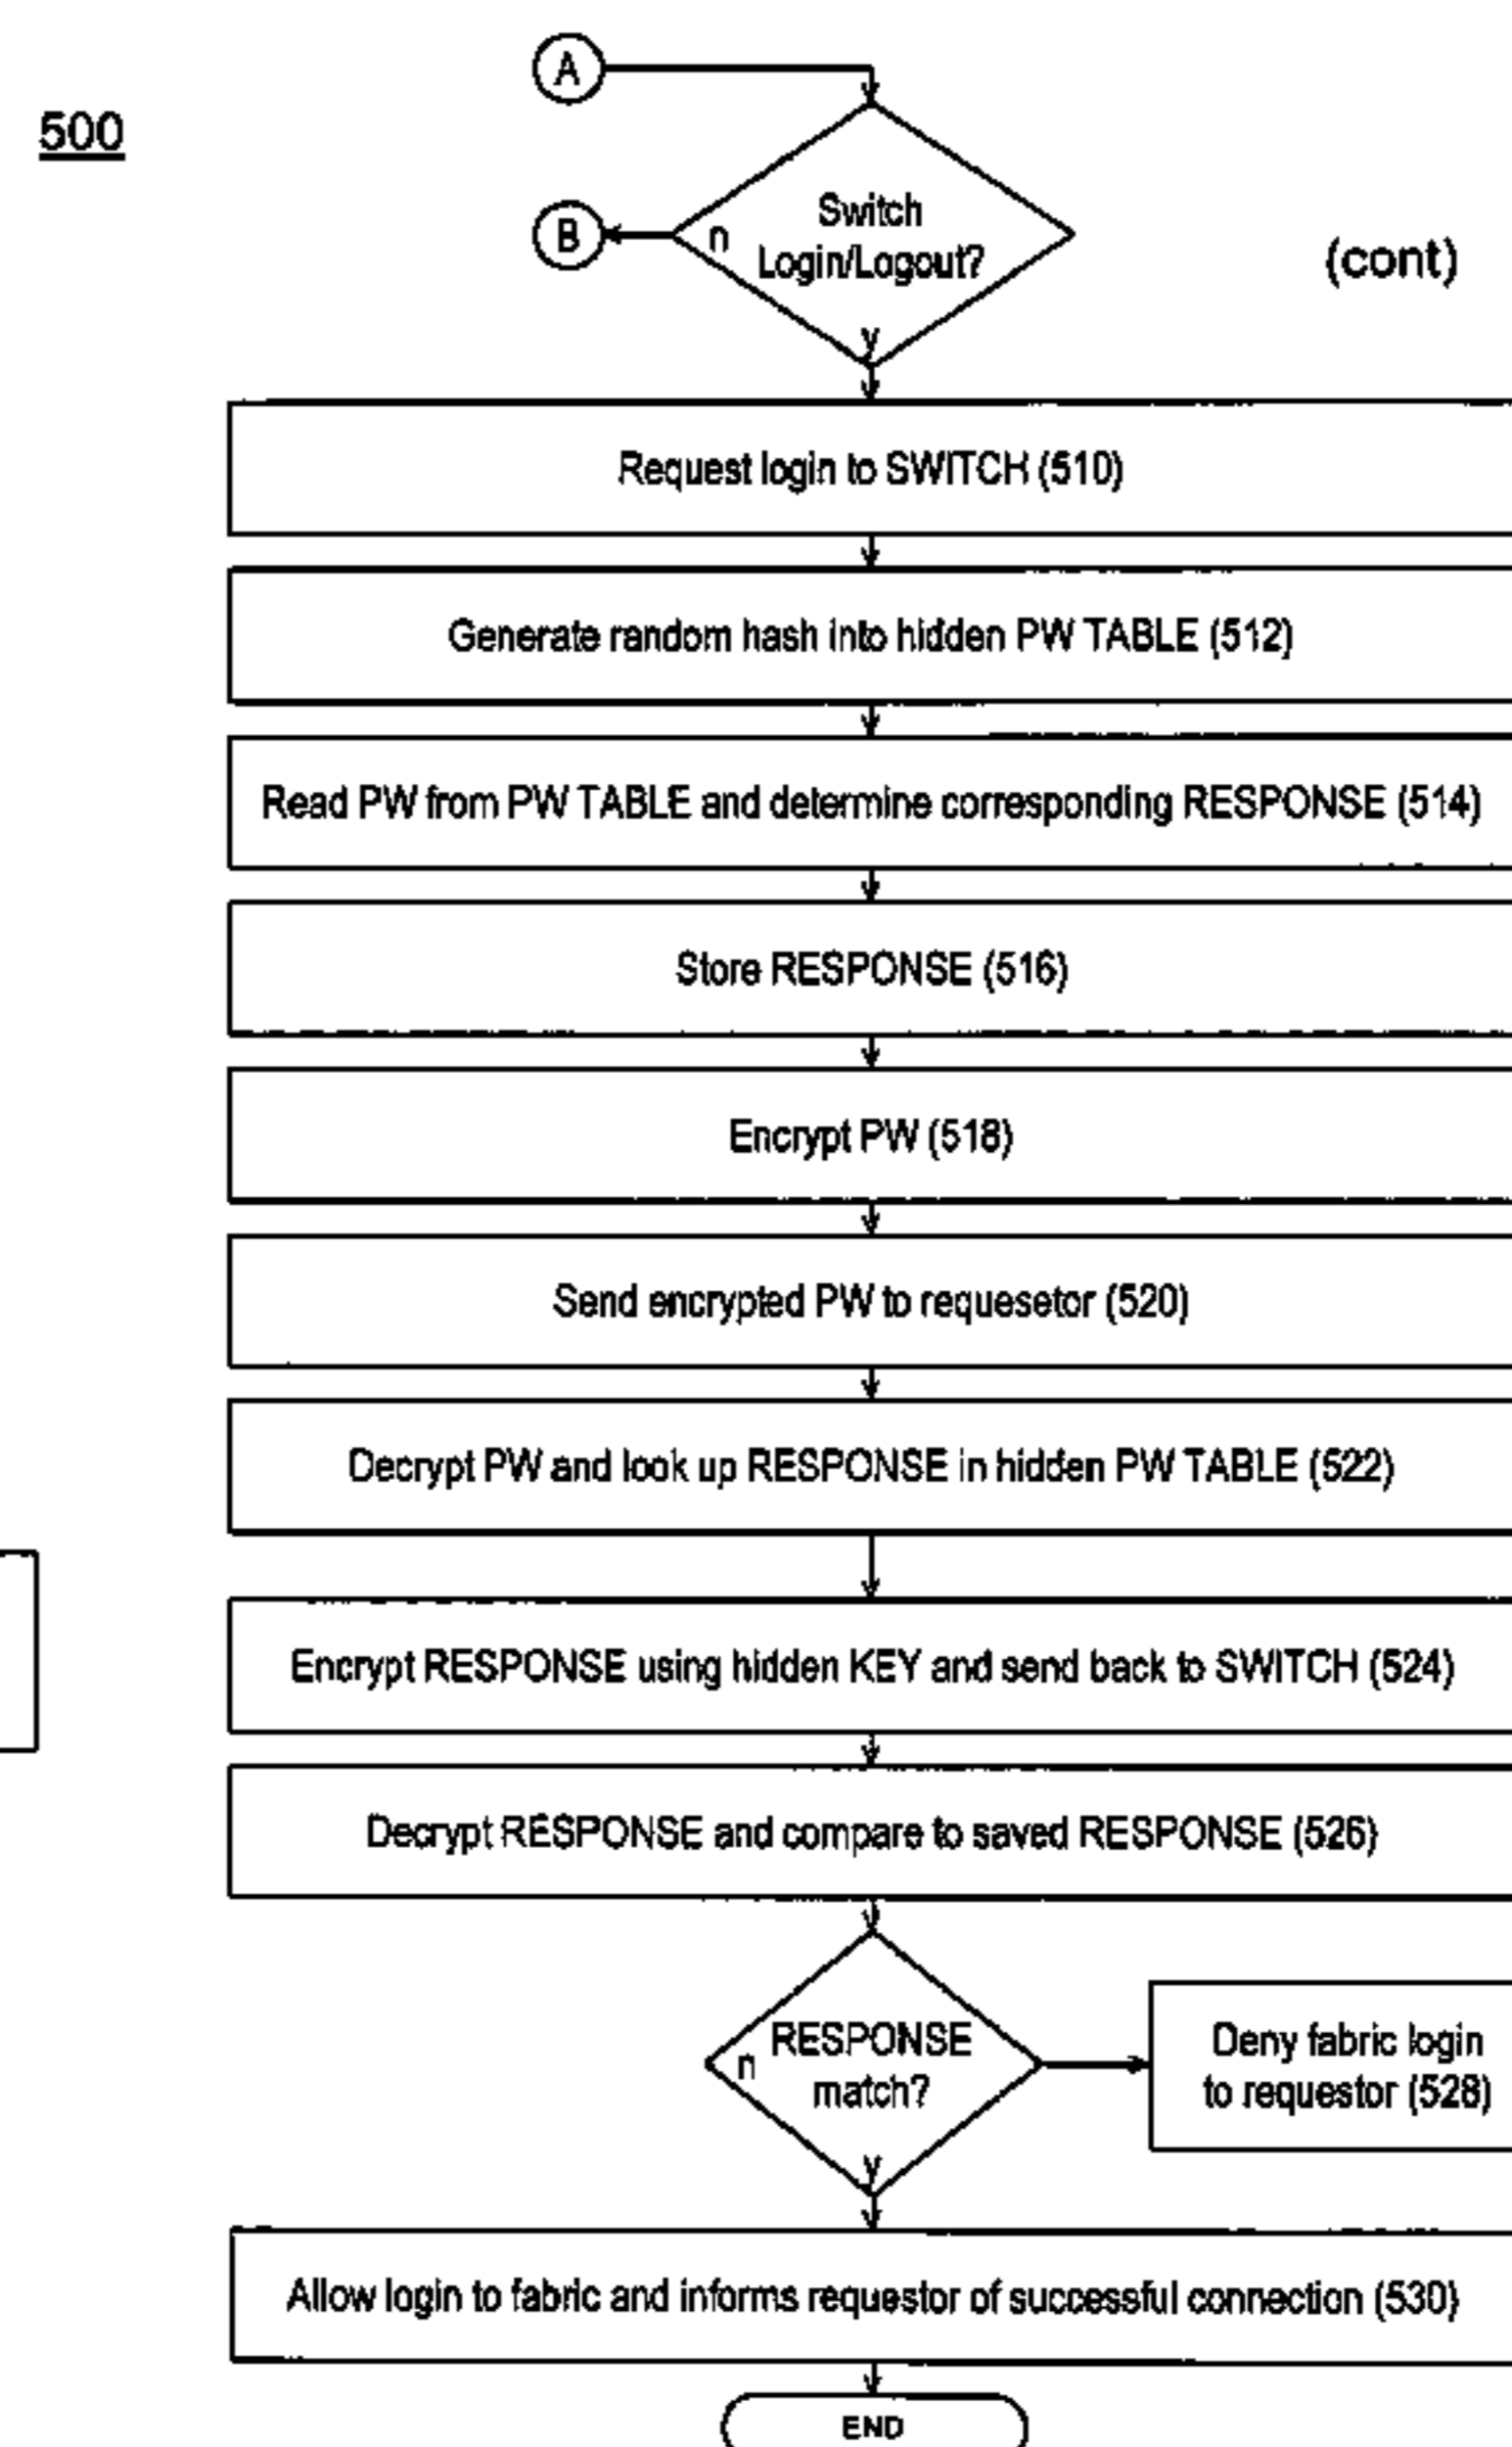 A
500
B
n
Switch
Login/Logout?
(cont)
y
Request login to SWITCH (510)
Generate random hash into hidden PW TABLE (512)
Read PW from PW TABLE and determine corresponding RESPONSE (514)
Store RESPONSE (516)
Encrypt PW (518)
Send encrypted PW to requesetor (520)
Decrypt PW and look up RESPONSE in hidden PW TABLE (522)
Encrypt RESPONSE using hidden KEY and send back to SWITCH (524)
Decrypt RESPONSE and compare to saved RESPONSE (526)
n
RESPONSE
match?
y
Deny fabric login
to requestor (528)
Allow login to fabric and informs requestor of successful connection (530)
END